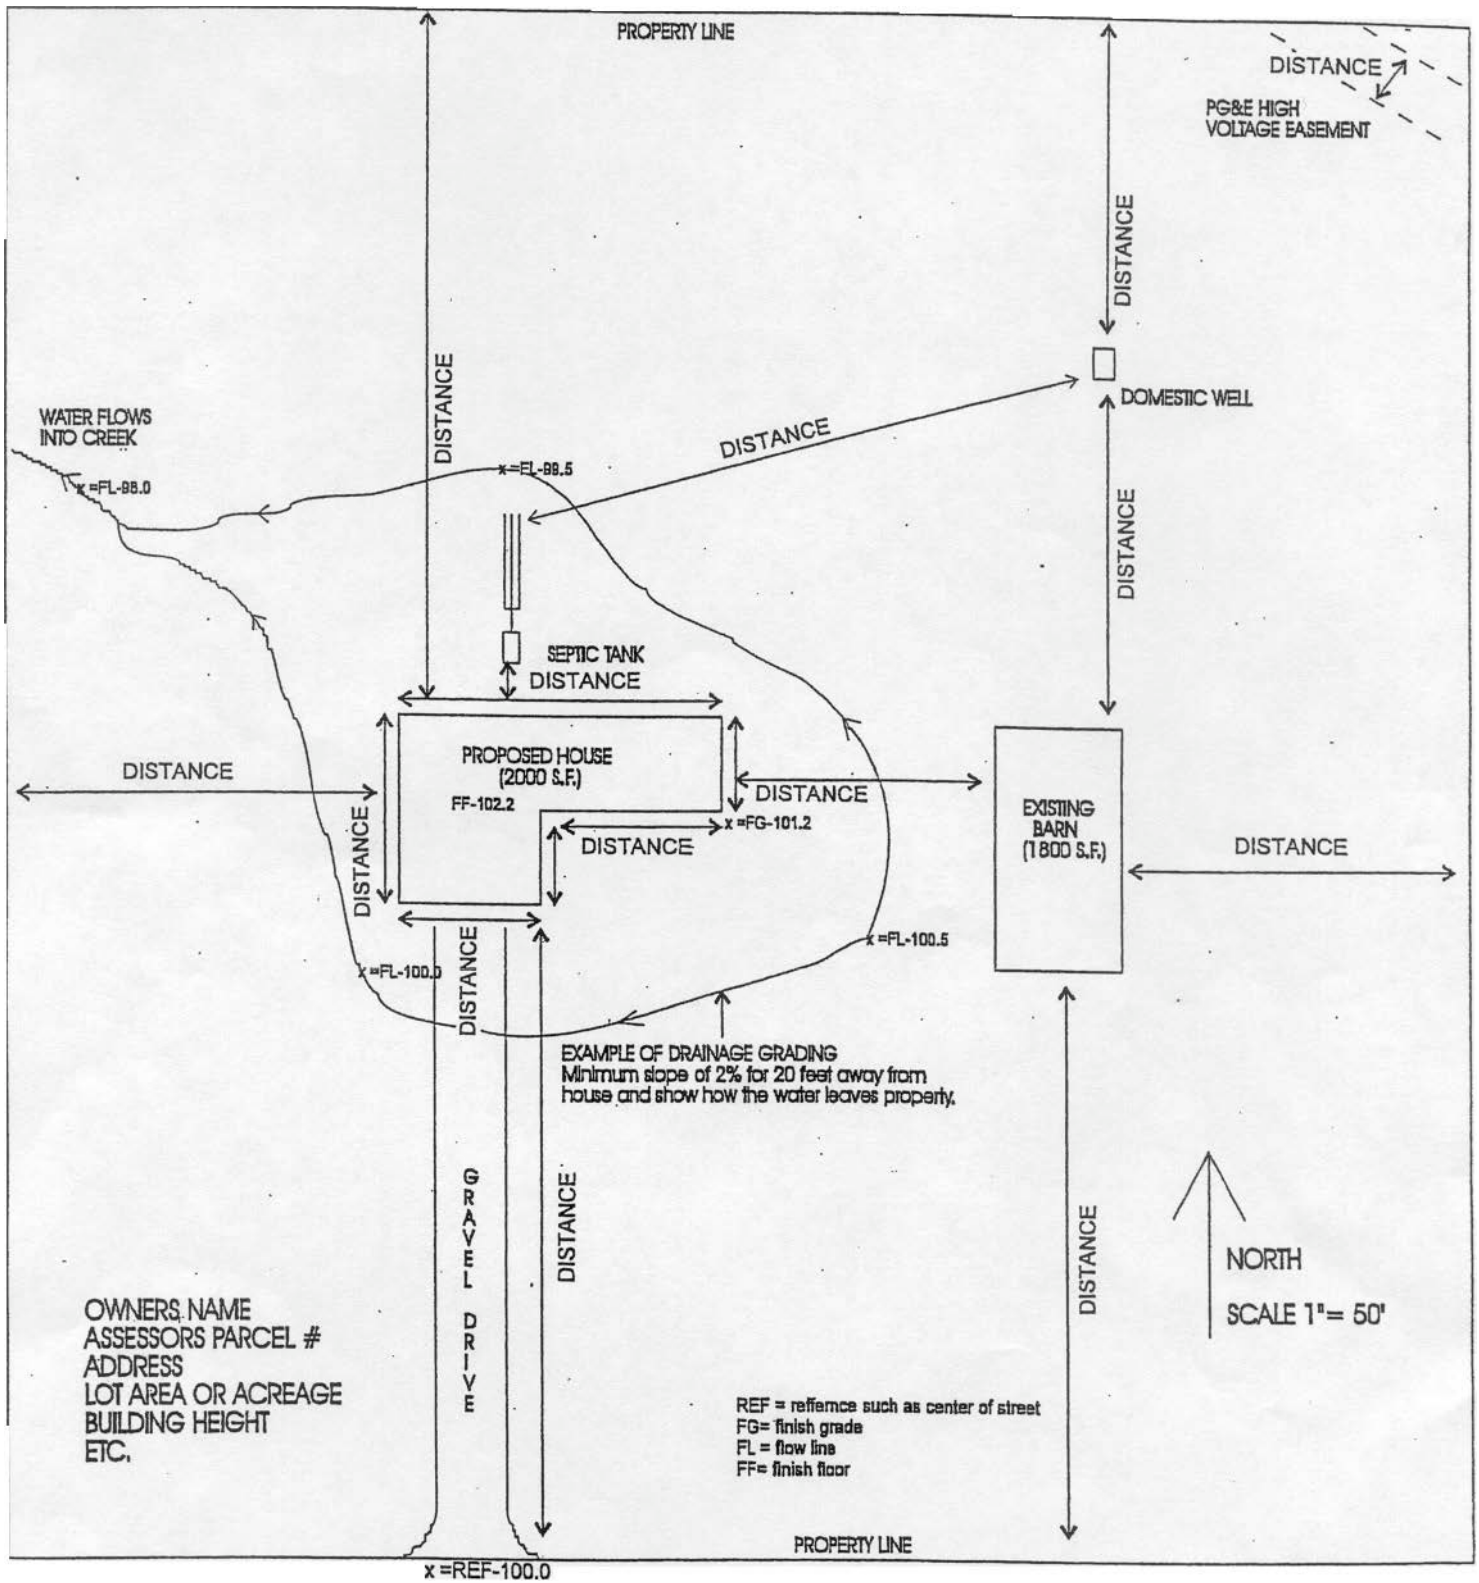 PROPERTY LINE
DISTANCE
PG&E HIGH
VOLTAGE EASEMENT
DISTANCE
DISTANCE
DOMESTIC WELL
WATER FLOWS
INTO CREEK
DISTANCE
x =FL-99.5
x =FL-98.0
DISTANCE
SEPTIC TANK
DISTANCE
DISTANCE
PROPOSED HOUSE
(2000 S.F.)
FF-102.2
DISTANCE
EXISTING
BARN
(1800 S.F.)
DISTANCE
x =FG-101.2
DISTANCE
DISTANCE
x =FL-100.5
x =FL-100.0
DISTANCE
EXAMPLE OF DRAINAGE GRADING
Minimum slope of 2% for 20 feet away from
house and show how the water leaves property.
GRAVEL DRIVE
DISTANCE
DISTANCE
NORTH
SCALE 1"= 50'
OWNERS NAME
ASSESSORS PARCEL #
ADDRESS
LOT AREA OR ACREAGE
BUILDING HEIGHT
ETC.
REF = reffernce such as center of street
FG= finish grade
FL = flow line
FF= finish floor
PROPERTY LINE
x =REF-100.0